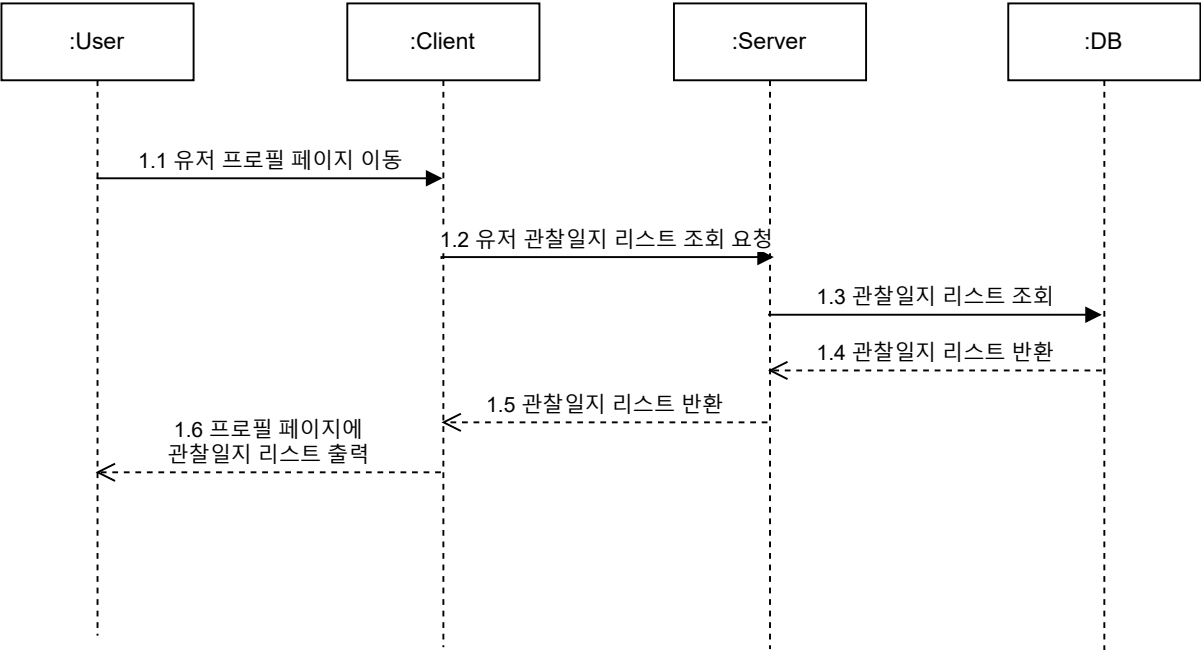 :User
:Client
:Server
:DB
1.1 유저 프로필 페이지 이동
1.2 유저 관찰일지 리스트 조회 요청
1.3 관찰일지 리스트 조회
1.4 관찰일지 리스트 반환
1.5 관찰일지 리스트 반환
1.6 프로필 페이지에
관찰일지 리스트 출력